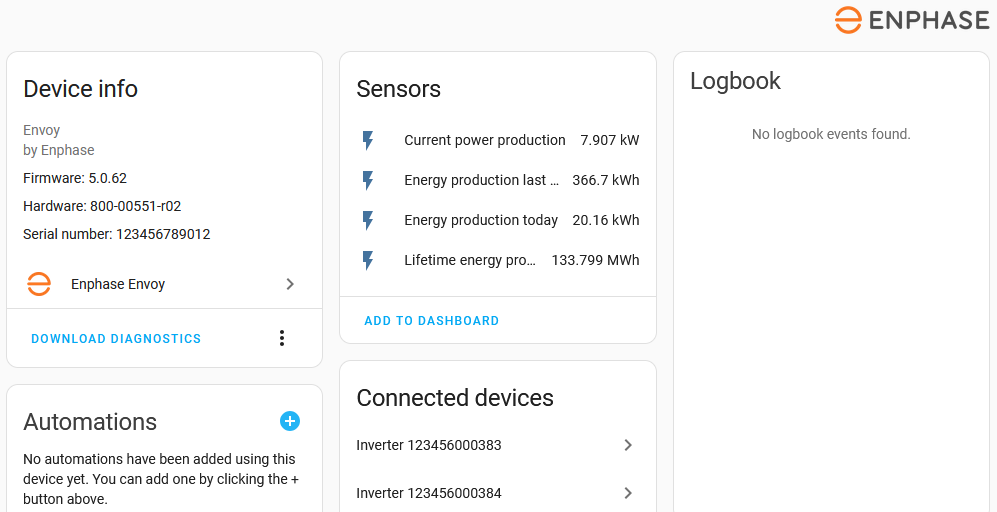 ENPHASE
Device info
Envoy
by Enphase
Firmware: 5.0.62
Hardware: 800-00551-r02
Serial number: 123456789012
Enphase Envoy
DOWNLOAD DIAGNOSTICS
Automations
No automations have been added using this
device yet. You can add one by clicking the +
button above.
Sensors
Current power production 7.907 kW
Energy production last ... 366.7 kWh
Energy production today 20.16 kWh
Lifetime energy pro... 133.799 MWh
ADD TO DASHBOARD
Connected devices
Inverter 123456000383
Inverter 123456000384
Logbook
No logbook events found.